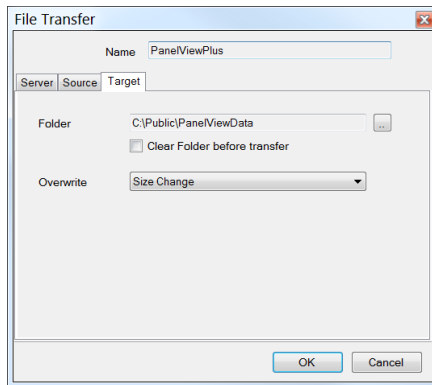 File Transfer
Name PanelViewPlus
Server Source Target
Folder C:\Public\PanelViewData ..
Clear Folder before transfer
Overwrite Size Change
OK Cancel